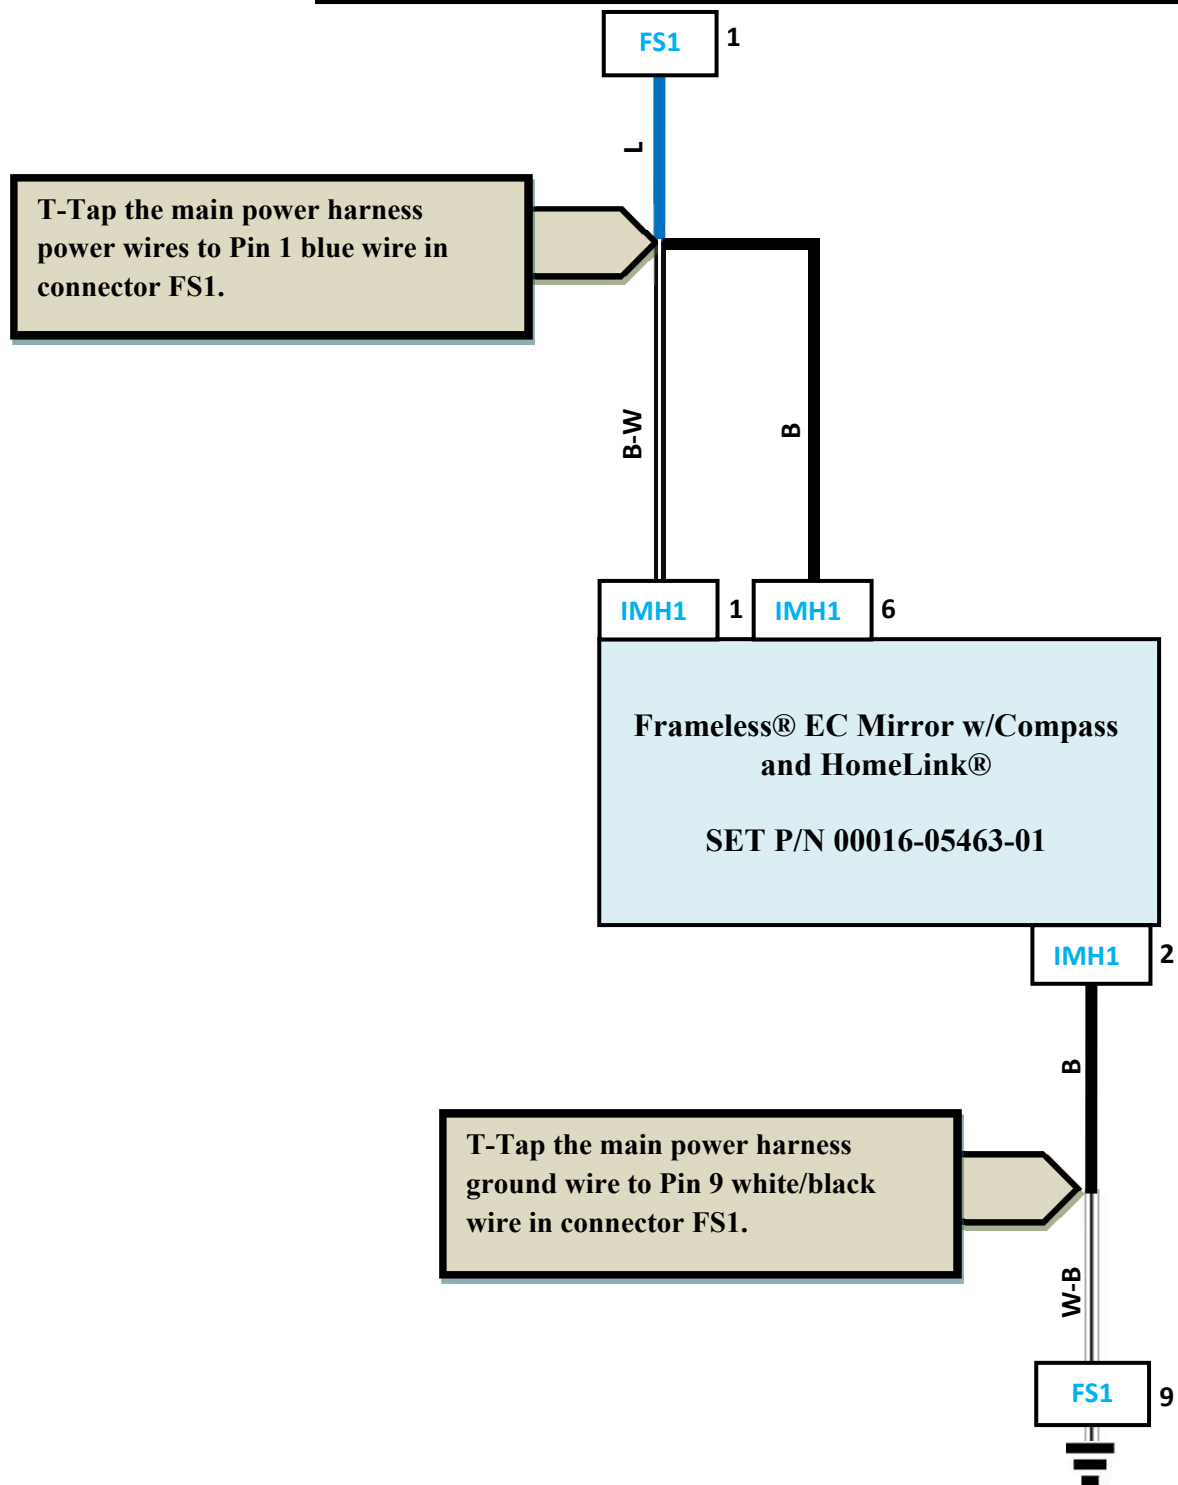 FS1 1
L
T-Tap the main power harness
power wires to Pin 1 blue wire in
connector FS1.
B-W
B
IMH1 1 IMH1 6
Frameless® EC Mirror w/Compass
and HomeLink®
SET P/N 00016-05463-01
IMH1 2
B
T-Tap the main power harness
ground wire to Pin 9 white/black
wire in connector FS1.
W-B
FS1 9